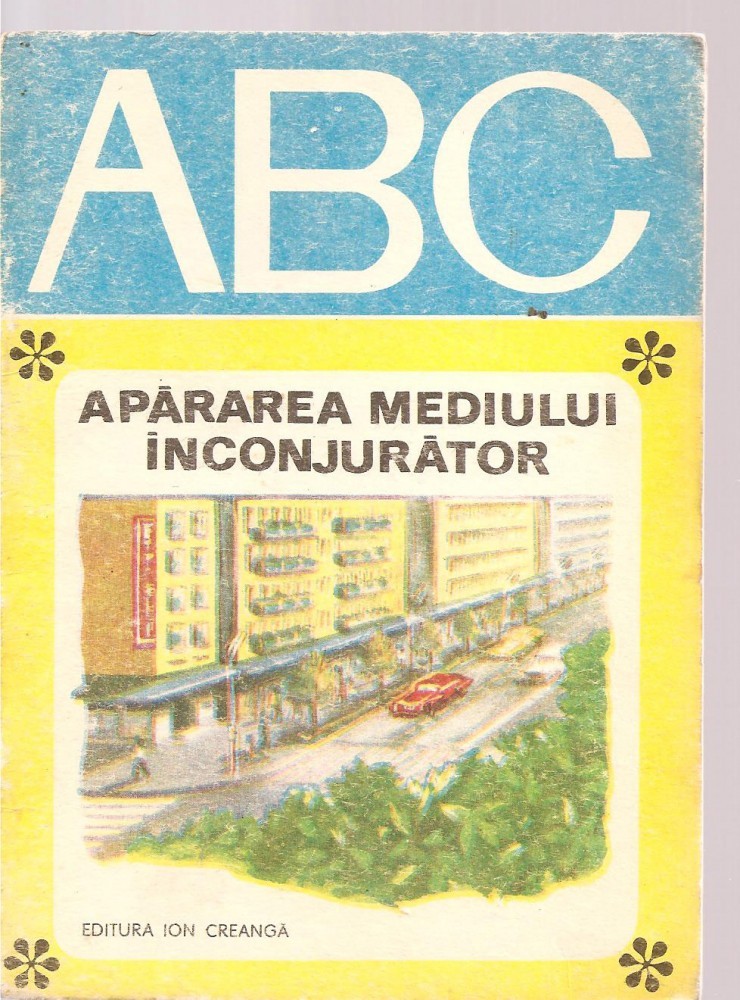 ABC
APĂRAREA MEDIULUI
ÎNCONJURĂTOR
EDITURA ION CREANGĂ